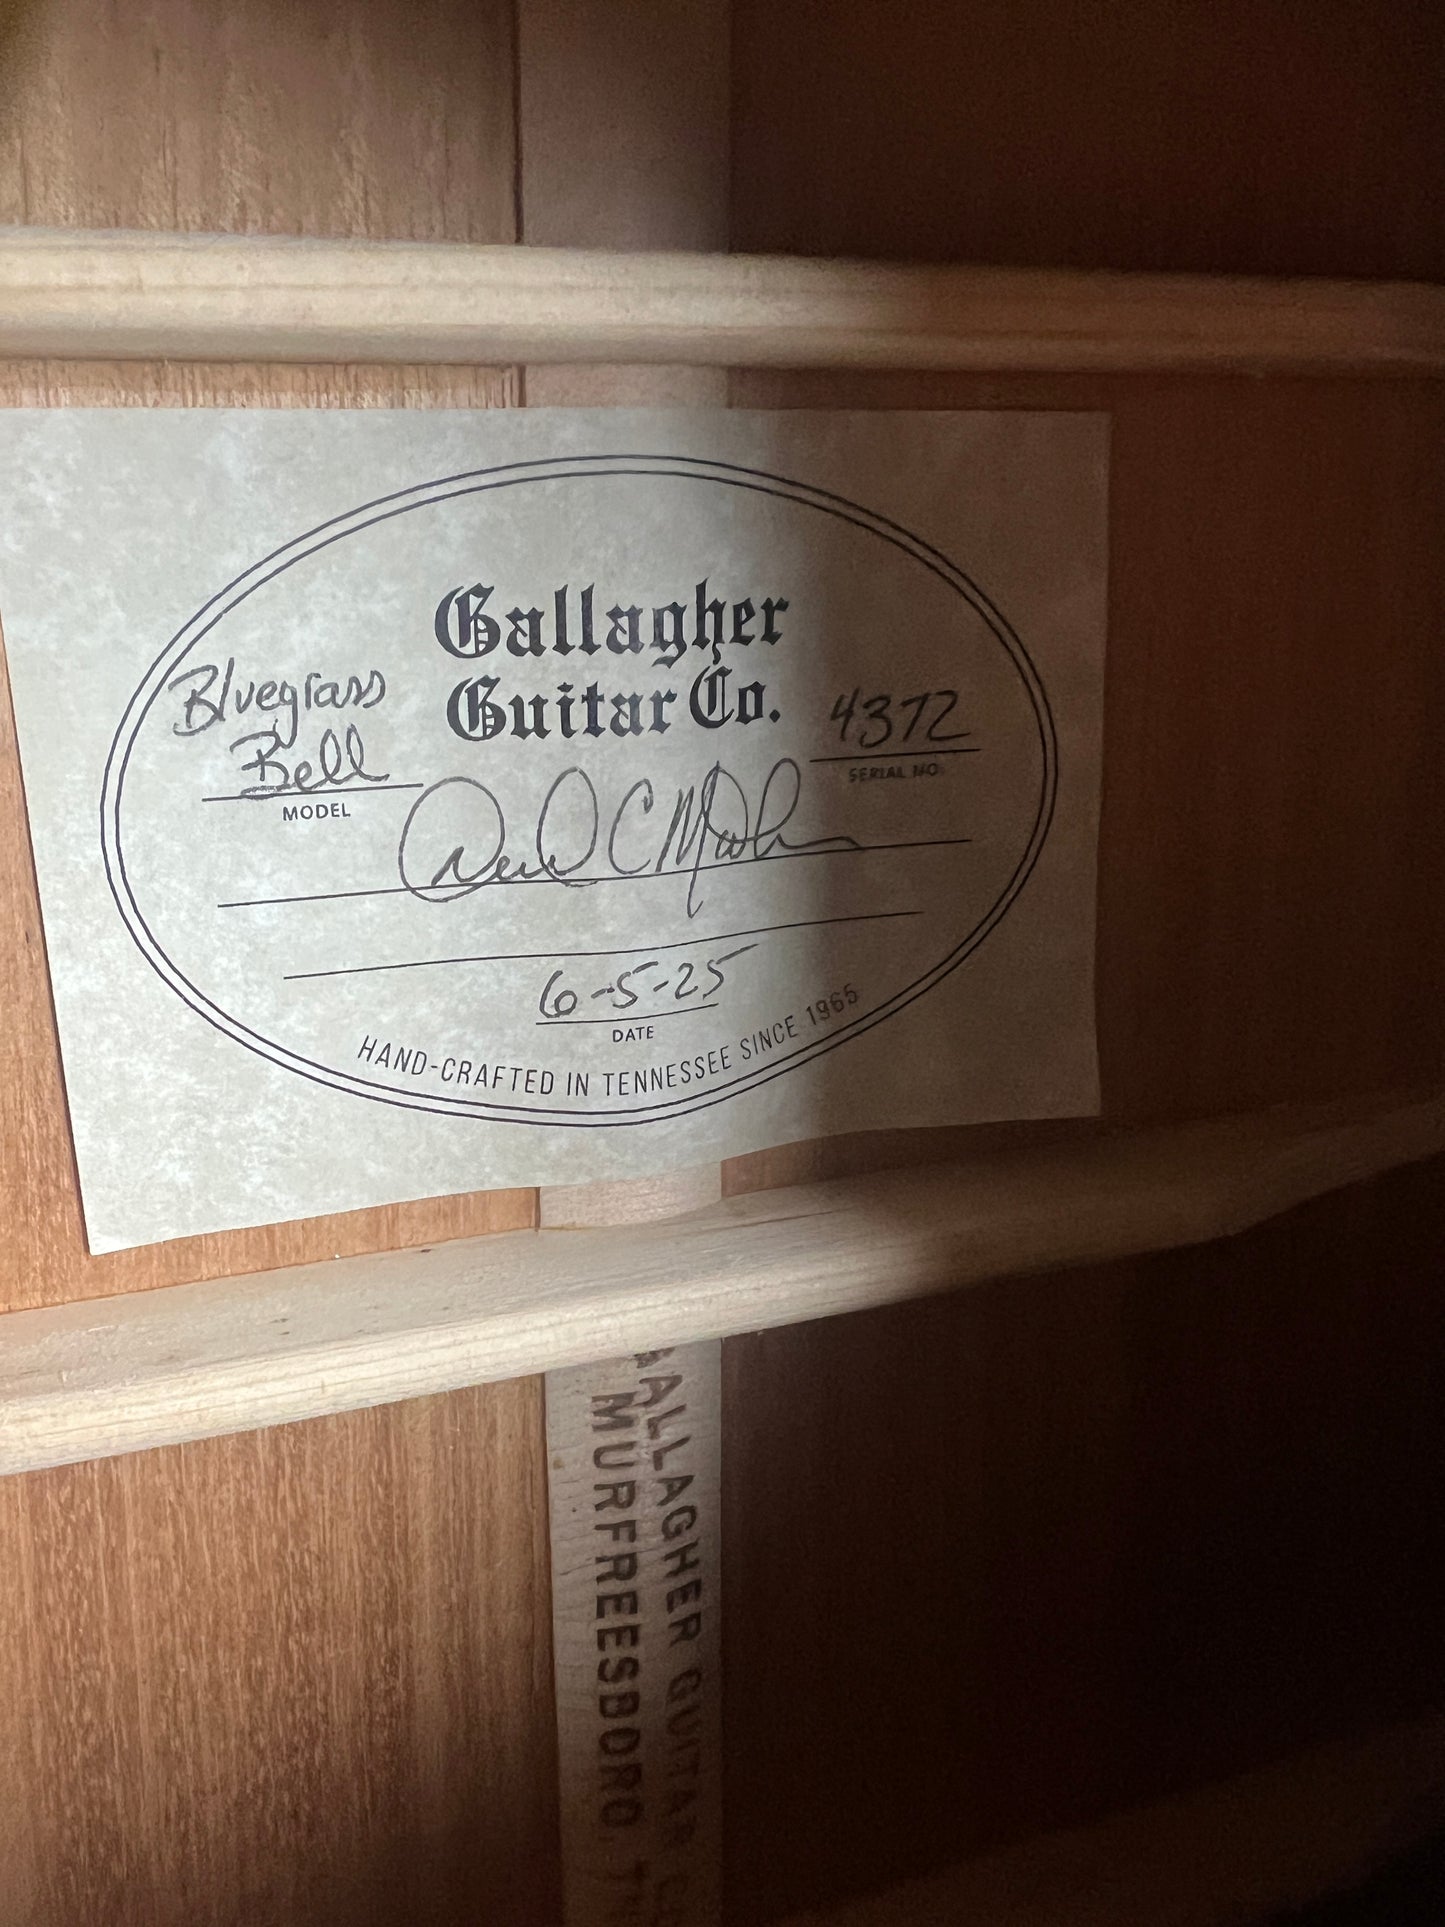 Gallagher
Guitar Co.
Bluegrass
Bell
MODEL
4372
SERIAL NO.
6-5-25
DATE
HAND-CRAFTED IN TENNESSEE SINCE 1965
GALLAGHER GUITAR
MURFREESBORO,